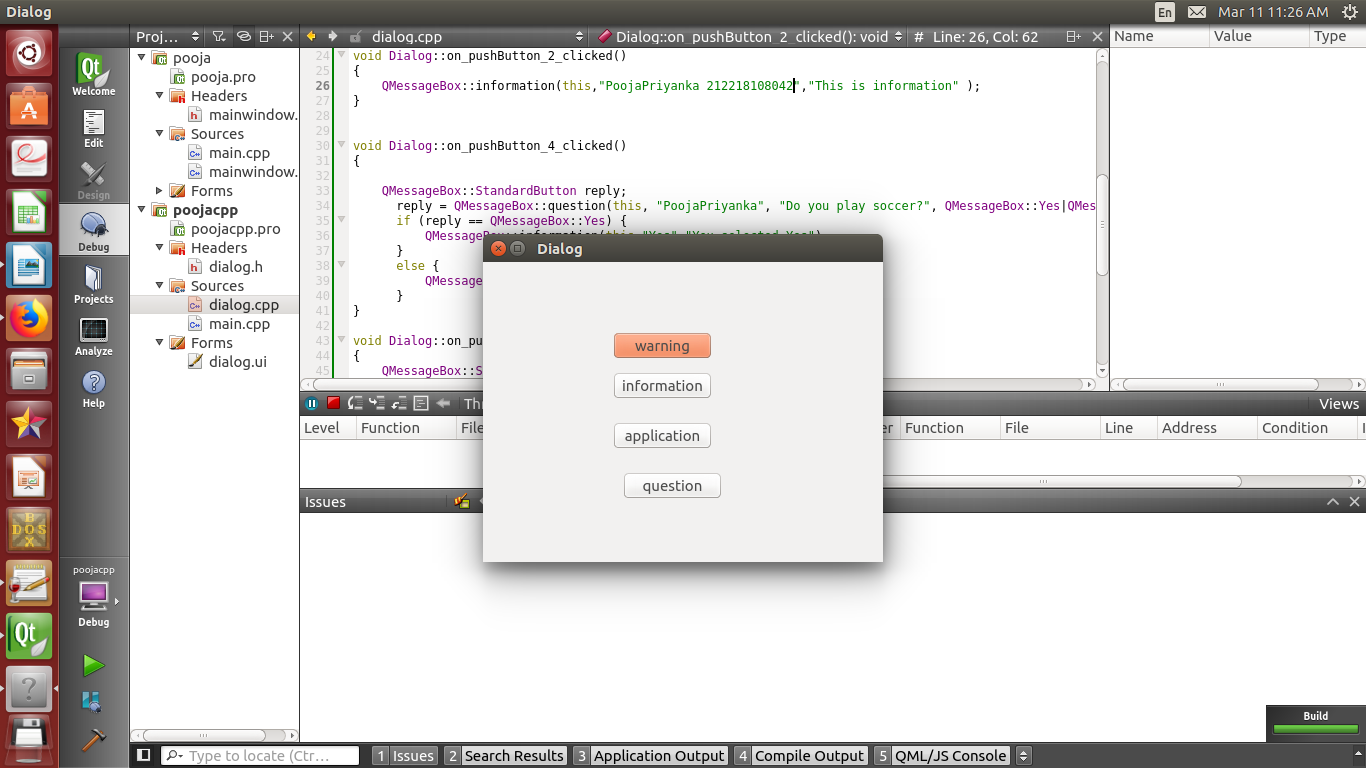 Dialog
En
Mar 11 11:26 AM
Proj...
dialog.cpp
Dialog::on_pushButton_2_clicked(): void
# Line: 26, Col: 62
Name Value Type
Welcome
Edit
Design
Debug
Projects
Analyze
Help
poojacpp
Debug
pooja
pooja.pro
Headers
mainwindow.
Sources
main.cpp
mainwindow.
Forms
poojacpp
poojacpp.pro
Headers
dialog.h
Sources
dialog.cpp
main.cpp
Forms
dialog.ui
24 void Dialog::on_pushButton_2_clicked()
25 {
26 QMessageBox::information(this,"PoojaPriyanka 212218108042","This is information" );
27 }
28
29
30 void Dialog::on_pushButton_4_clicked()
31 {
32
33 QMessageBox::StandardButton reply;
34 reply = QMessageBox::question(this, "PoojaPriyanka", "Do you play soccer?", QMessageBox::Yes|QMes
35 if (reply == QMessageBox::Yes) {
36 QMessageBox::information(this,"Yes","You selected Yes")
37 }
38 else {
39 QMessage
40 }
41 }
42
43 void Dialog::on_pu
44 {
45 QMessageBox::S
Dialog
warning
information
application
question
Thr
Views
Level Function File
er Function File Line Address Condition I
Issues
Build
Type to locate (Ctr...
1 Issues
2 Search Results
3 Application Output
4 Compile Output
5 QML/JS Console